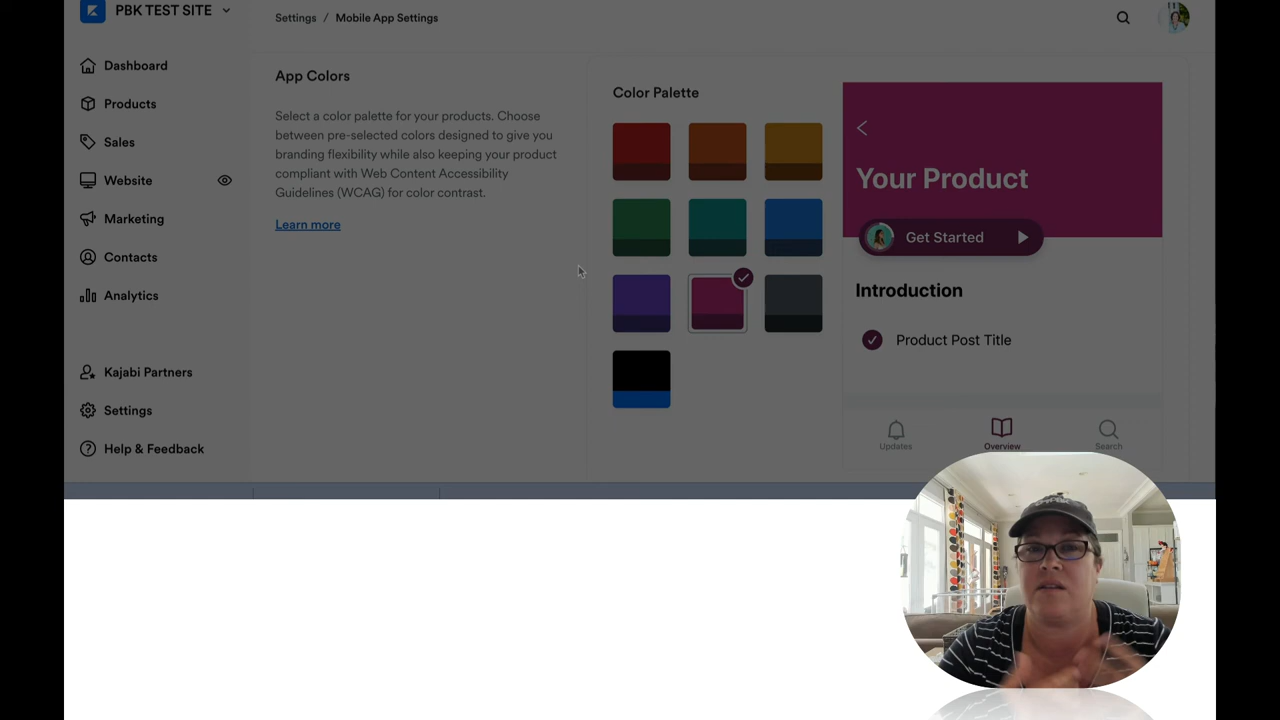 PBK TEST SITE
Settings / Mobile App Settings
Dashboard
Products
Sales
Website
Marketing
Contacts
Analytics
Kajabi Partners
Settings
Help & Feedback
App Colors
Select a color palette for your products. Choose
between pre-selected colors designed to give you
branding flexibility while also keeping your product
compliant with Web Content Accessibility
Guidelines (WCAG) for color contrast.
Learn more
Color Palette
Your Product
Get Started
Introduction
Product Post Title
Updates
Overview
Search